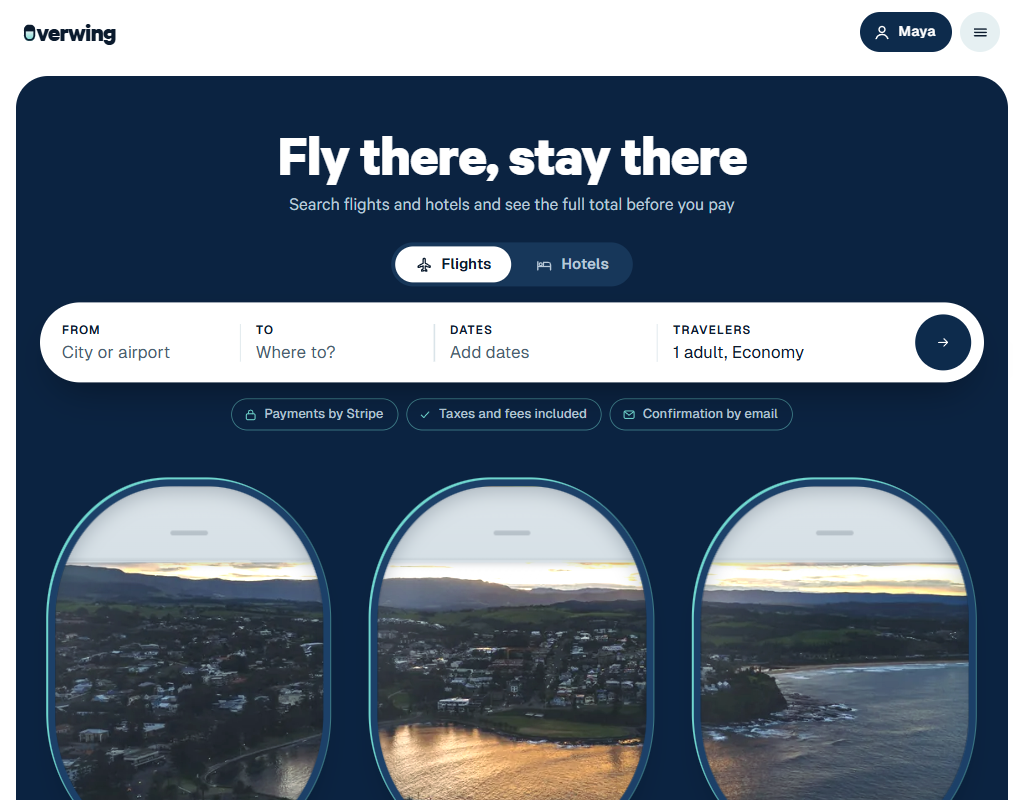 Overwing
Maya
Fly there, stay there
Search flights and hotels and see the full total before you pay
Flights
Hotels
FROM
City or airport
TO
Where to?
DATES
Add dates
TRAVELERS
1 adult, Economy
Payments by Stripe
Taxes and fees included
Confirmation by email